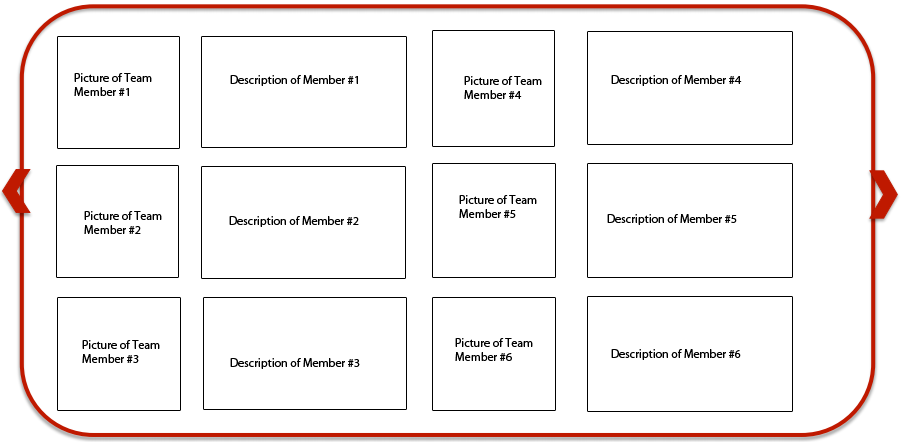 Picture of Team
Member #1
Description of Member #1
Picture of Team
Member #4
Description of Member #4
Picture of Team
Member #2
Description of Member #2
Picture of Team
Member #5
Description of Member #5
Picture of Team
Member #3
Description of Member #3
Picture of Team
Member #6
Description of Member #6